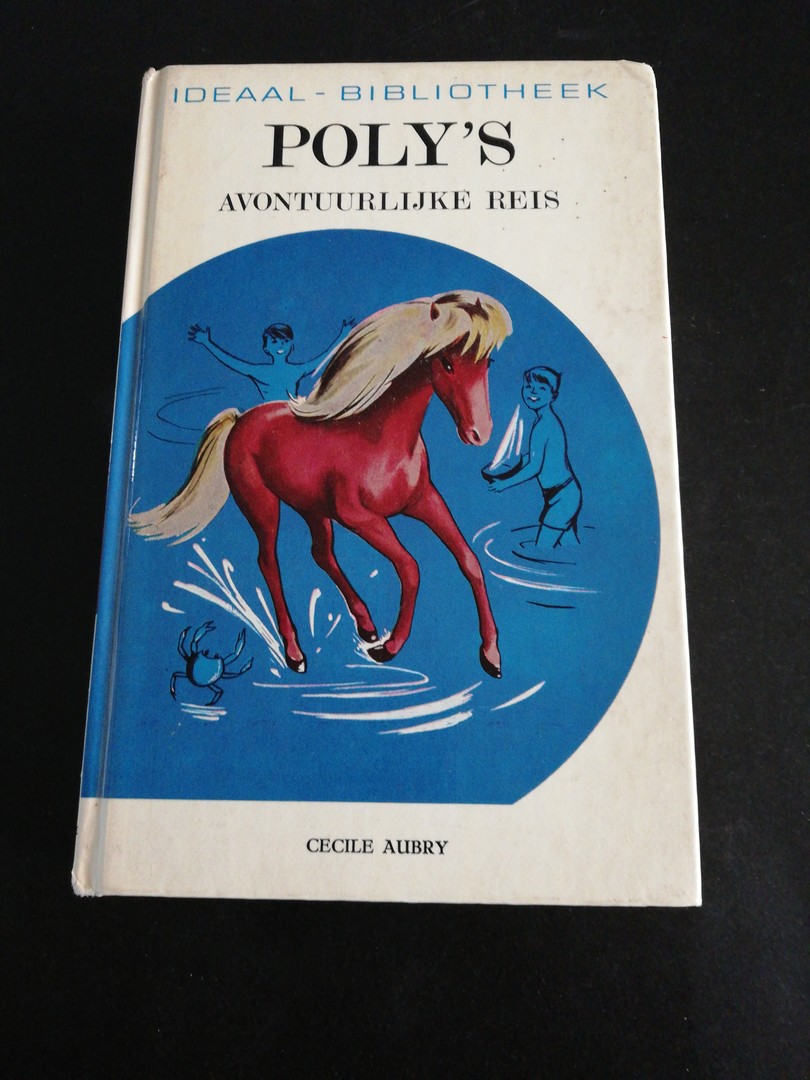 IDEAAL - BIBLIOTHEEK
POLY'S
AVONTUURLIJKE REIS
CECILE AUBRY